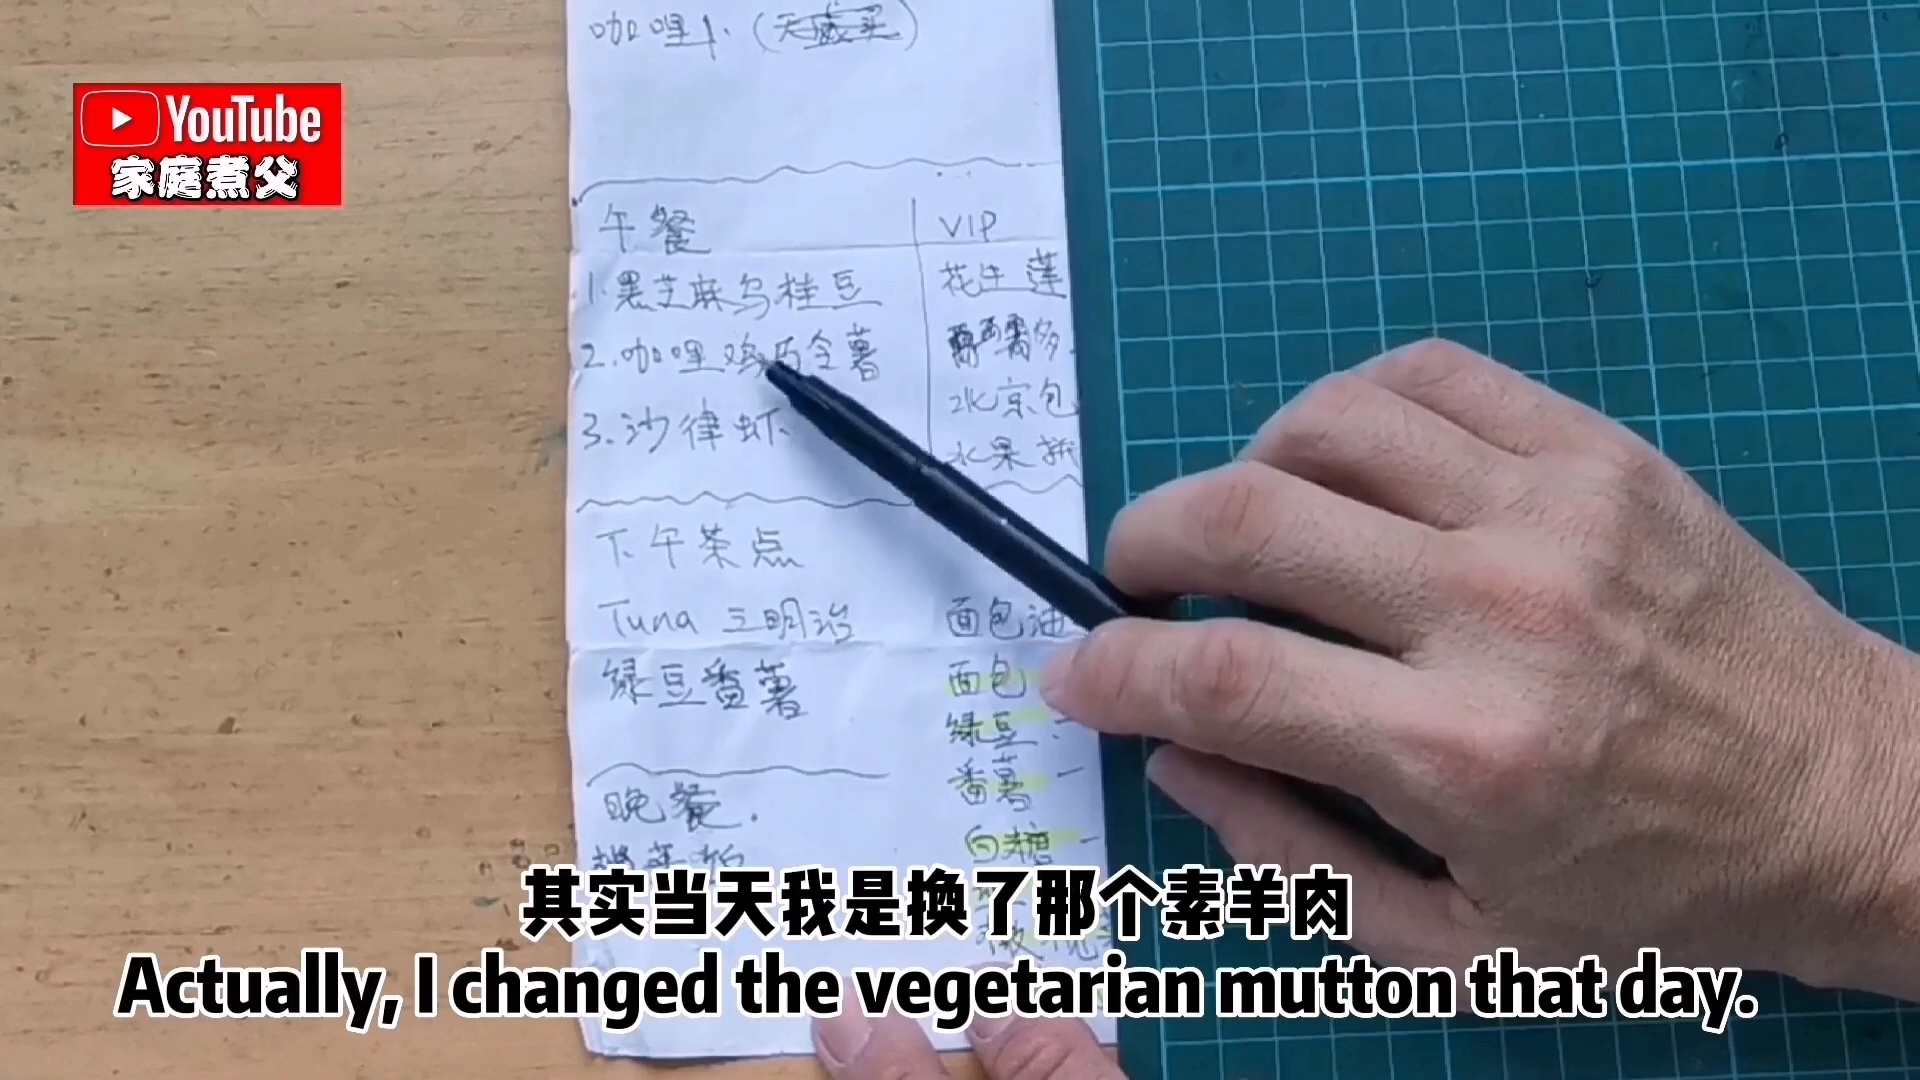 咖哩
YouTube
家庭煮父
午餐
VIP
1.黑芝麻乌桂豆
花生 莲
2.咖哩鸡 薯
北京包
3.沙律虾
水果
下午茶点
Tuna 三明治
面包油
绿豆番薯
面包
绿豆
番薯 一
晚餐.
白糖 一
其实当天我是换了那个素羊肉
Actually, I changed the vegetarian mutton that day.